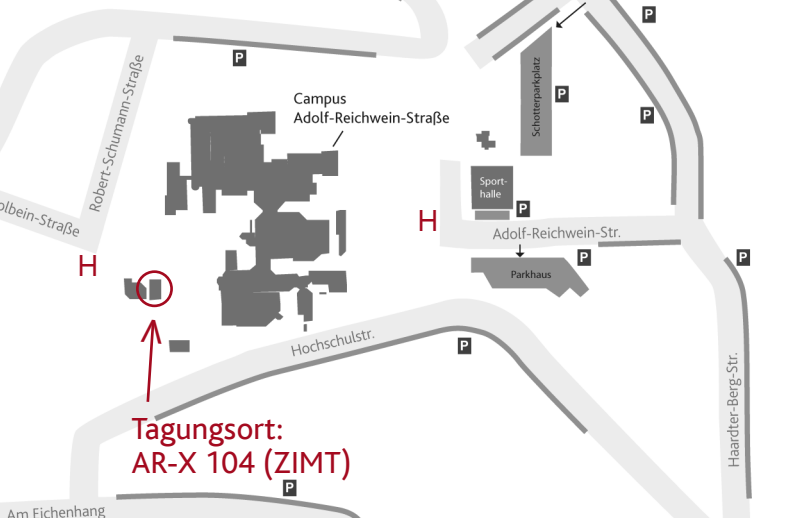 P
P
Robert-Schumann-Straße
Campus
Adolf-Reichwein-Straße
Schotterparkplatz
P
P
olbein-Straße
Sport-
halle
P
H
Adolf-Reichwein-Str.
H
Parkhaus
P
P
Hochschulstr.
P
Haardter-Berg-Str.
Tagungsort:
AR-X 104 (ZIMT)
P
Am Eichenhang